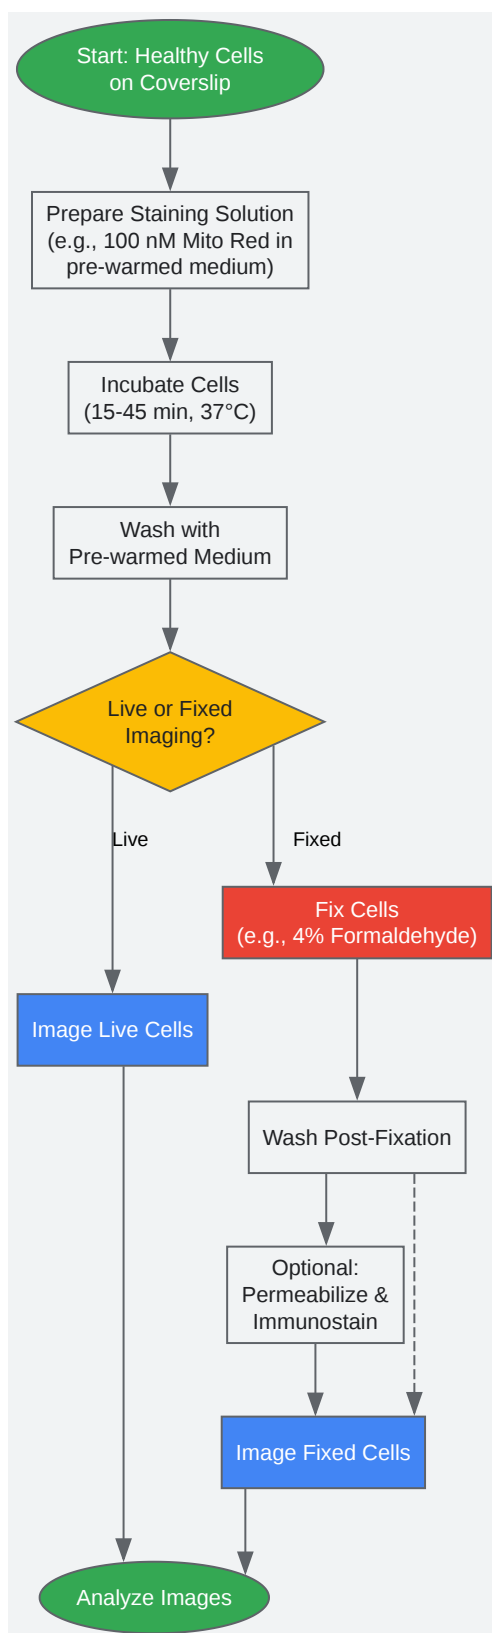 Start: Healthy Cells
on Coverslip
Prepare Staining Solution
(e.g., 100 nM Mito Red in
pre-warmed medium)
Incubate Cells
(15-45 min, 37°C)
Wash with
Pre-warmed Medium
Live or Fixed
Imaging?
Live
Fixed
Fix Cells
(e.g., 4% Formaldehyde)
Image Live Cells
Wash Post-Fixation
Optional:
Permeabilize &
Immunostain
Image Fixed Cells
Analyze Images